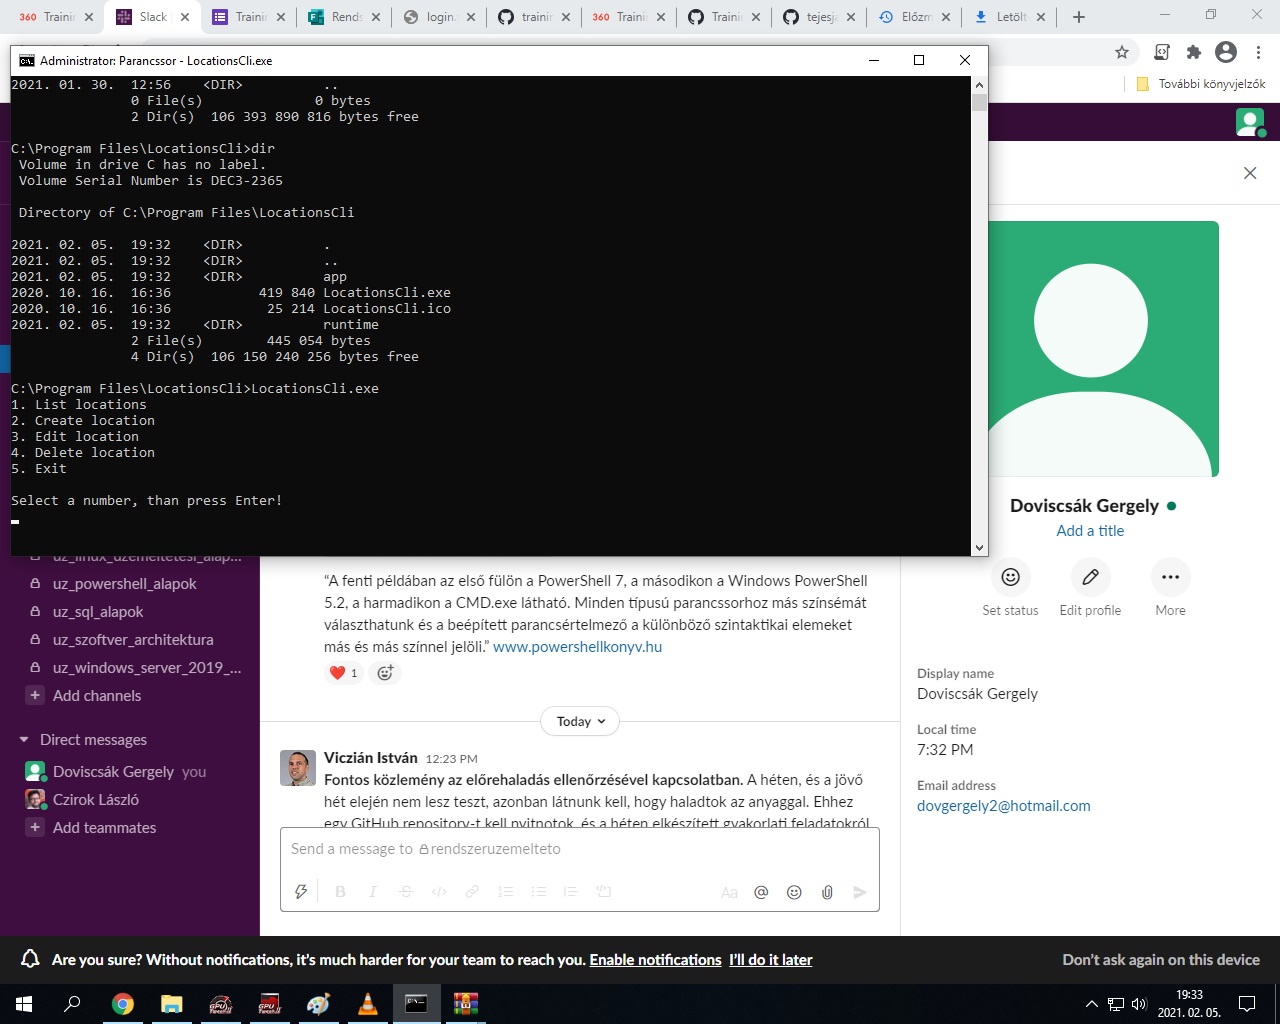 Trainin
Slack
Trainin
Rends
login.
trainin
Trainin
Trainin
tejesja
Előzm
Letölt
További könyvjelzők
Administrator: Parancssor - LocationsCli.exe
2021. 01. 30.  12:56    <DIR>          ..
0 File(s)              0 bytes
2 Dir(s)  106 393 890 816 bytes free
C:\Program Files\LocationsCli>dir
Volume in drive C has no label.
Volume Serial Number is DEC3-2365
Directory of C:\Program Files\LocationsCli
2021. 02. 05.  19:32    <DIR>          .
2021. 02. 05.  19:32    <DIR>          ..
2021. 02. 05.  19:32    <DIR>          app
2020. 10. 16.  16:36           419 840 LocationsCli.exe
2020. 10. 16.  16:36            25 214 LocationsCli.ico
2021. 02. 05.  19:32    <DIR>          runtime
2 File(s)        445 054 bytes
4 Dir(s)  106 150 240 256 bytes free
C:\Program Files\LocationsCli>LocationsCli.exe
1. List locations
2. Create location
3. Edit location
4. Delete location
5. Exit
Select a number, than press Enter!
uz_linux_uzemeltetesi_alap...
uz_powershell_alapok
uz_sql_alapok
uz_szoftver_architektura
uz_windows_server_2019_...
Add channels
Direct messages
Doviscsák Gergely you
Czirok László
Add teammates
“A fenti példában az első fülön a PowerShell 7, a másodikon a Windows PowerShell
5.2, a harmadikon a CMD.exe látható. Minden típusú parancssorhoz más színsémát
választhatunk és a beépített parancsértelmező a különböző szintaktikai elemeket
más és más színnel jelöli.” www.powershellkonyv.hu
1
Today
Viczián István 12:23 PM
Fontos közlemény az előrehaladás ellenőrzésével kapcsolatban. A héten, és a jövő
hét elején nem lesz teszt, azonban látnunk kell, hogy haladtok az anyaggal. Ehhez
egy GitHub repository-t kell nyitnotok, és a héten elkészített gyakorlati feladatokról
Send a message to rendszeruzemelteto
Aa
Doviscsák Gergely
Add a title
Set status
Edit profile
More
Display name
Doviscsák Gergely
Local time
7:32 PM
Email address
dovgergely2@hotmail.com
Are you sure? Without notifications, it’s much harder for your team to reach you. Enable notifications I’ll do it later
Don’t ask again on this device
19:33
2021. 02. 05.